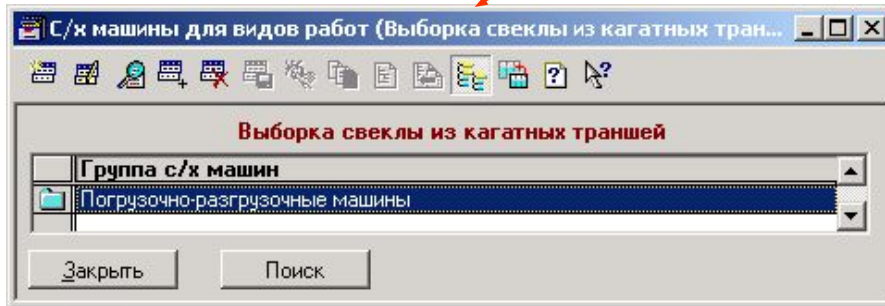 С/х машины для видов работ (Выборка свеклы из кагатных тран...
Выборка свеклы из кагатных траншей
Группа с/х машин
Погрузочно-разгрузочные машины
Закрыть Поиск